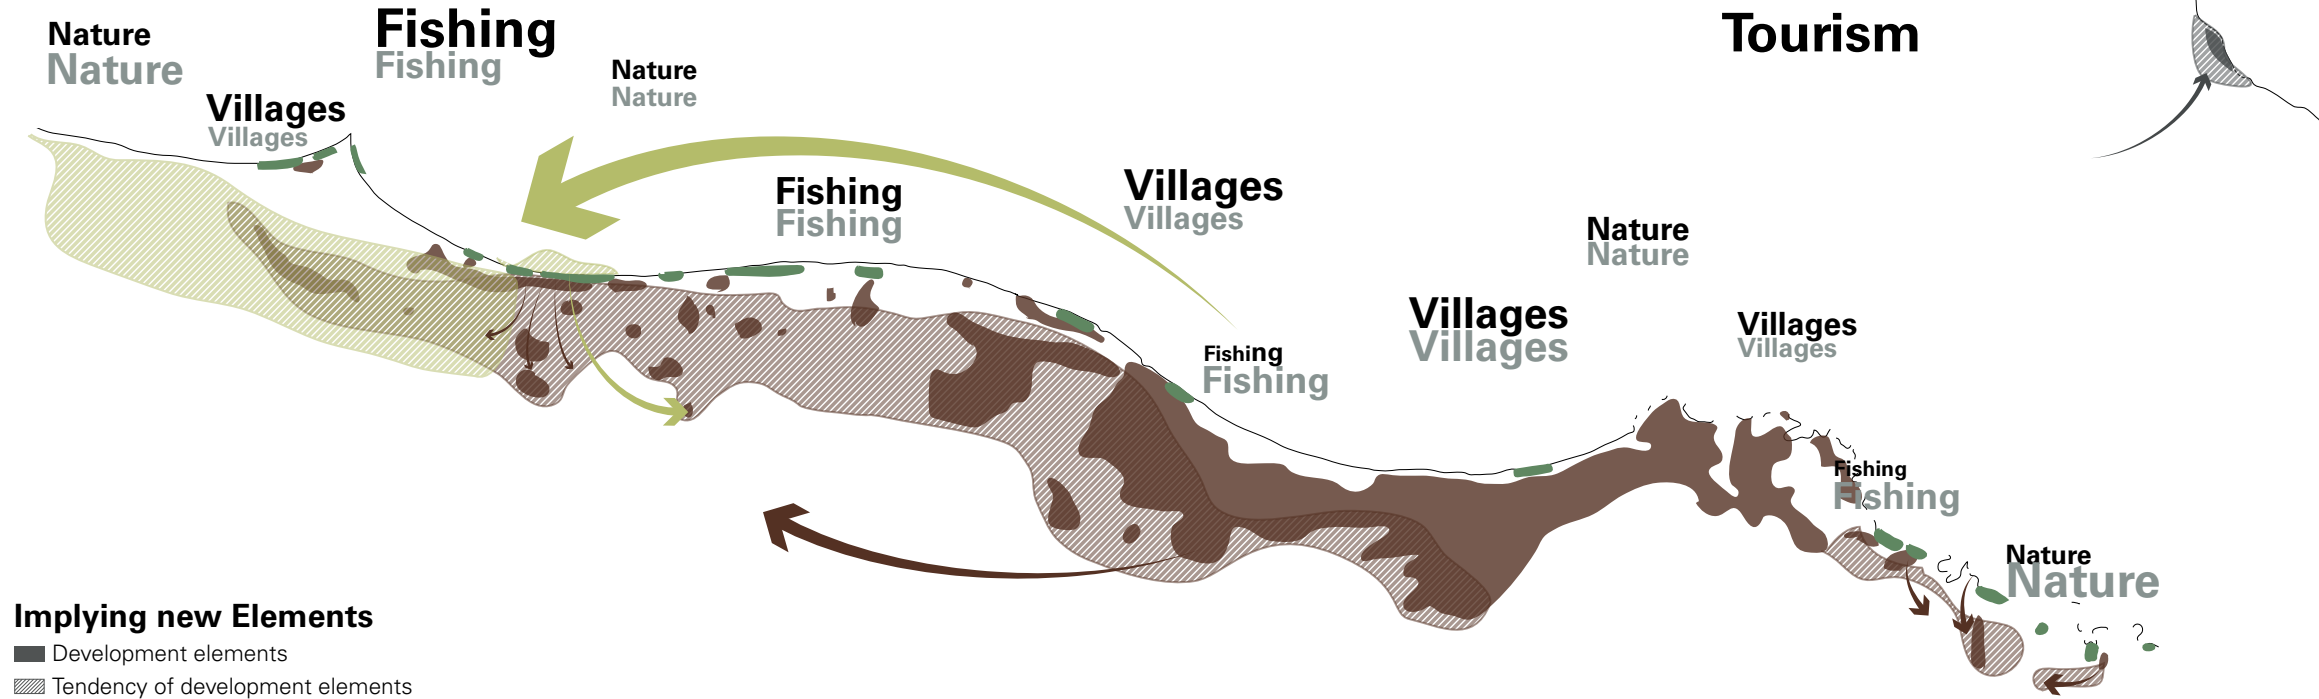 Nature
Nature
Fishing
Fishing
Nature
Nature
Tourism
Villages
Villages
Fishing
Fishing
Villages
Villages
Nature
Nature
Villages
Villages
Villages
Villages
Fishing
Fishing
Fishing
Fishing
Nature
Nature
Implying new Elements
Development elements
Tendency of development elements